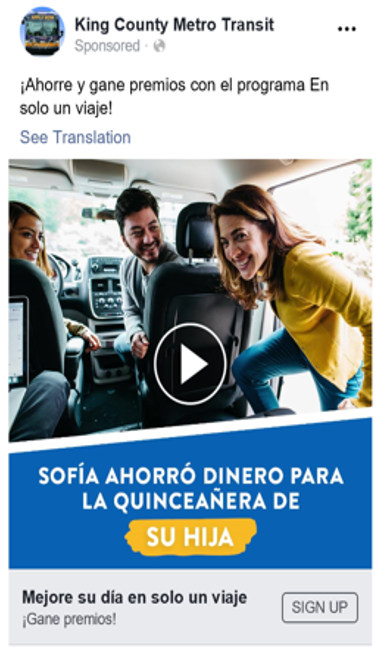 King County Metro Transit
Sponsored ·
¡Ahorre y gane premios con el programa En
solo un viaje!
See Translation
SOFÍA AHORRÓ DINERO PARA
LA QUINCEAÑERA DE
SU HIJA
Mejore su día en solo un viaje
¡Gane premios!
SIGN UP